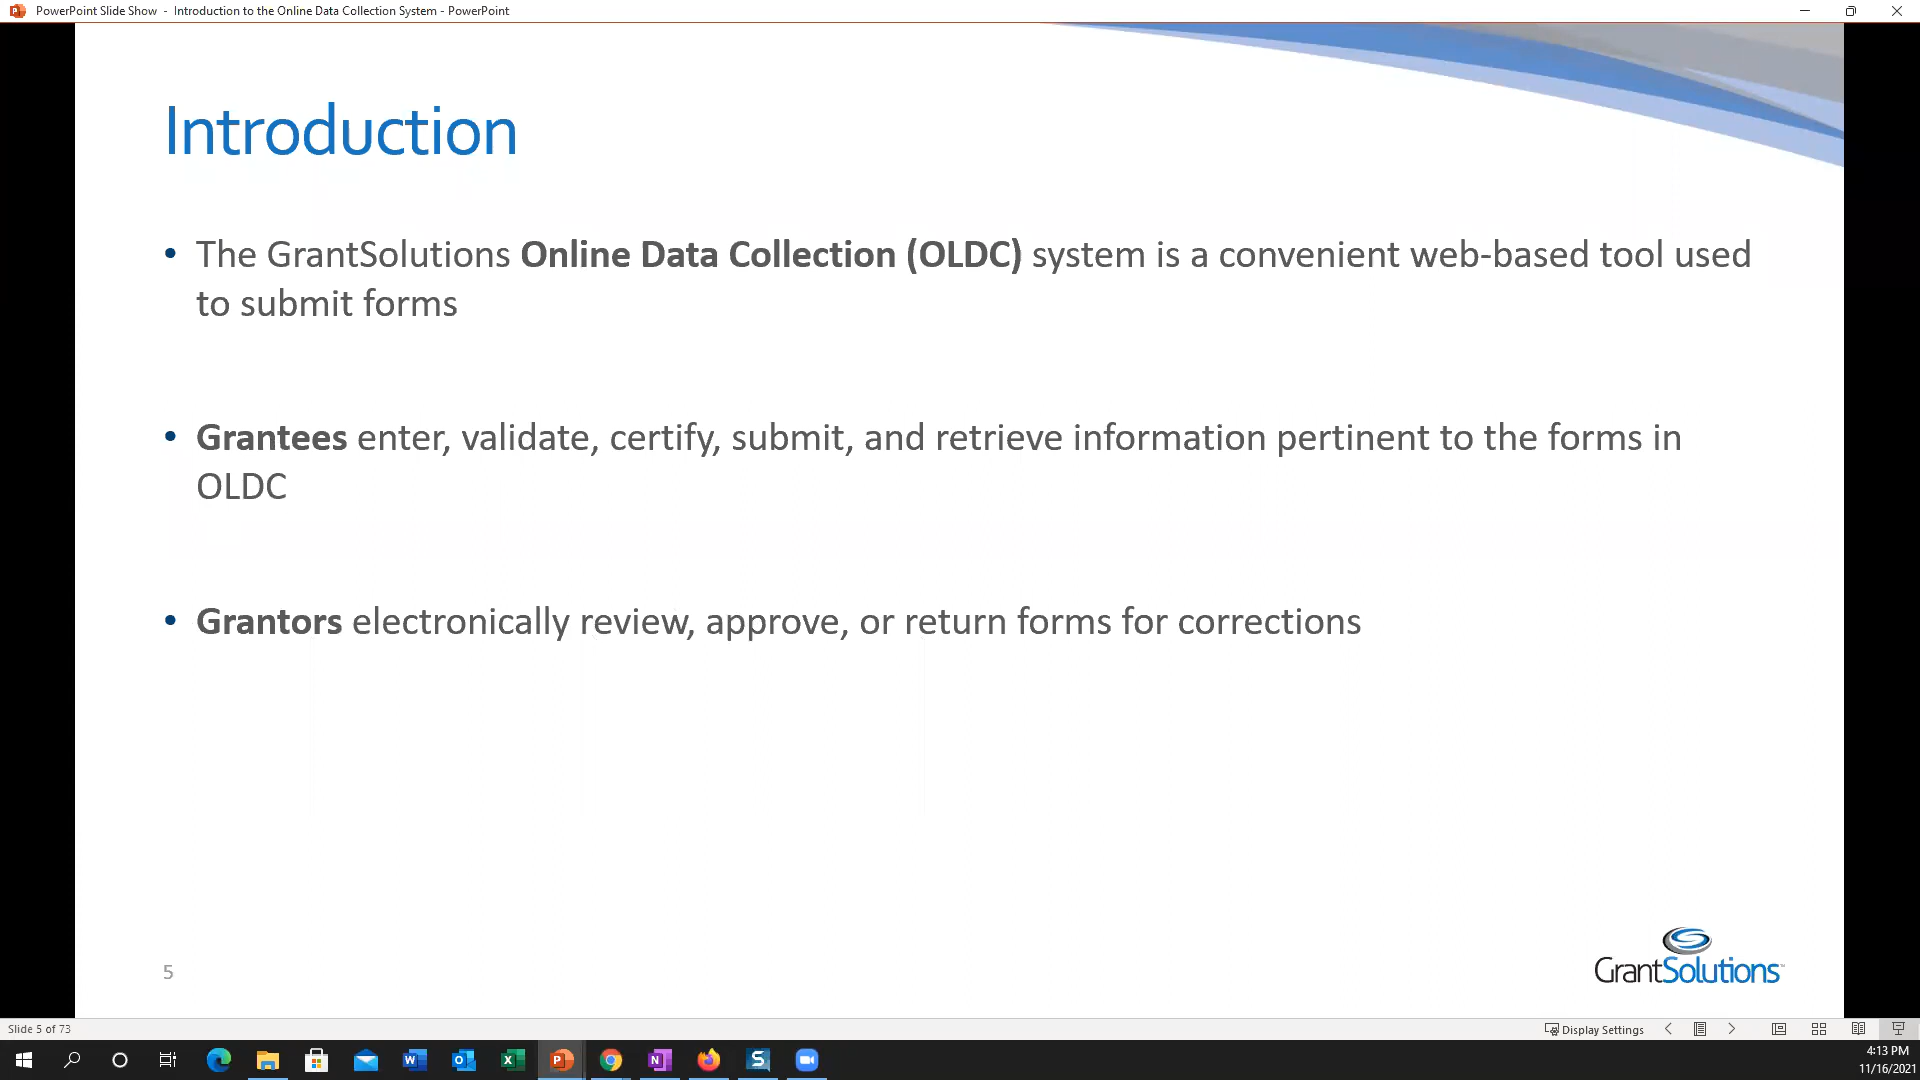 PowerPoint Slide Show - Introduction to the Online Data Collection System - PowerPoint
Introduction
• The GrantSolutions Online Data Collection (OLDC) system is a convenient web-based tool used
to submit forms
• Grantees enter, validate, certify, submit, and retrieve information pertinent to the forms in
OLDC
• Grantors electronically review, approve, or return forms for corrections
5
GrantSolutions
Slide 5 of 73
Display Settings
4:13 PM
11/16/2021